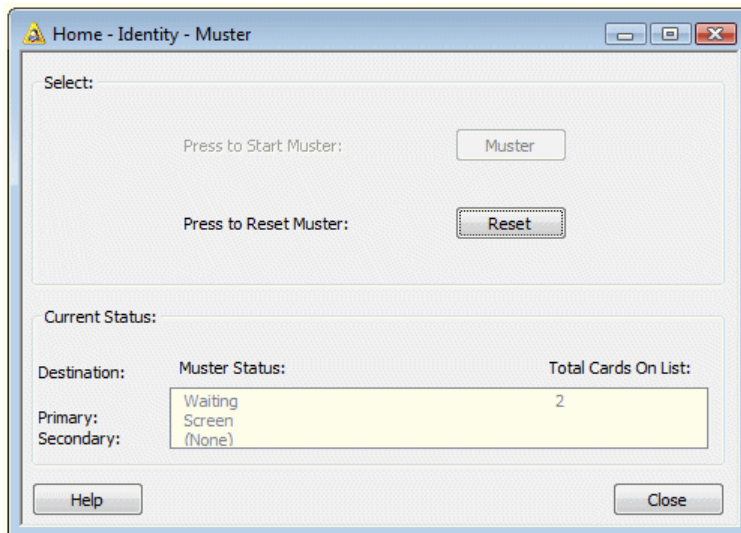 Home - Identity - Muster
Select:
Press to Start Muster: Muster
Press to Reset Muster: Reset
Current Status:
Destination: Muster Status: Total Cards On List:
Waiting 2
Primary: Screen
Secondary: (None)
Help Close